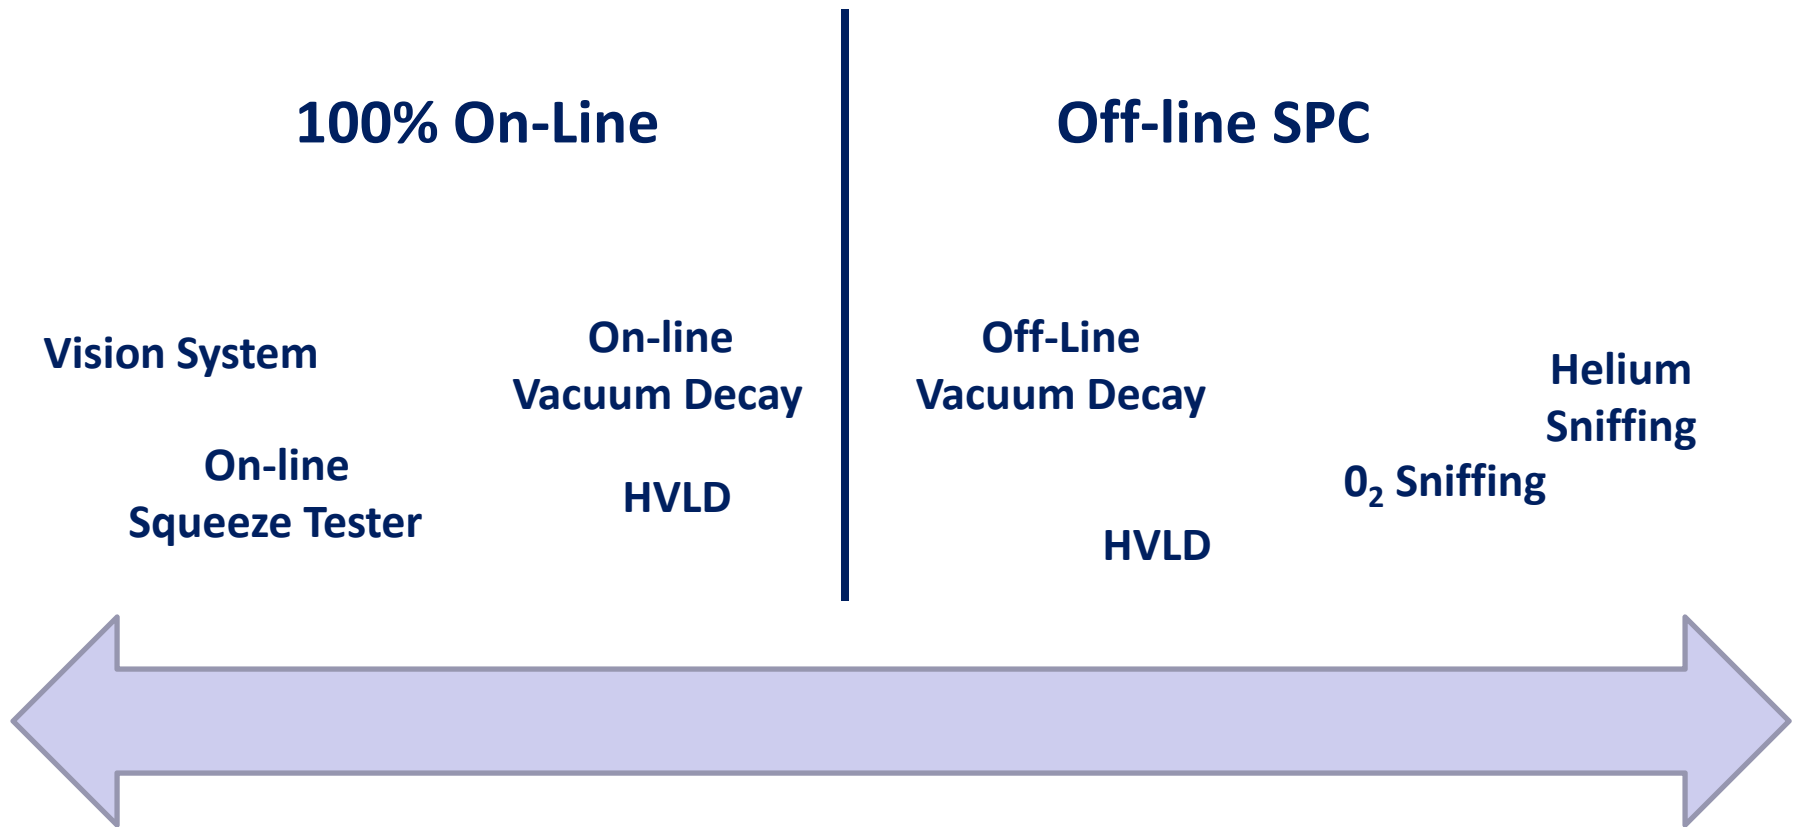 100% On-Line
Off-line SPC
Vision System
On-line
Squeeze Tester
On-line
Vacuum Decay
HVLD
Off-Line
Vacuum Decay
HVLD
0₂ Sniffing
Helium
Sniffing